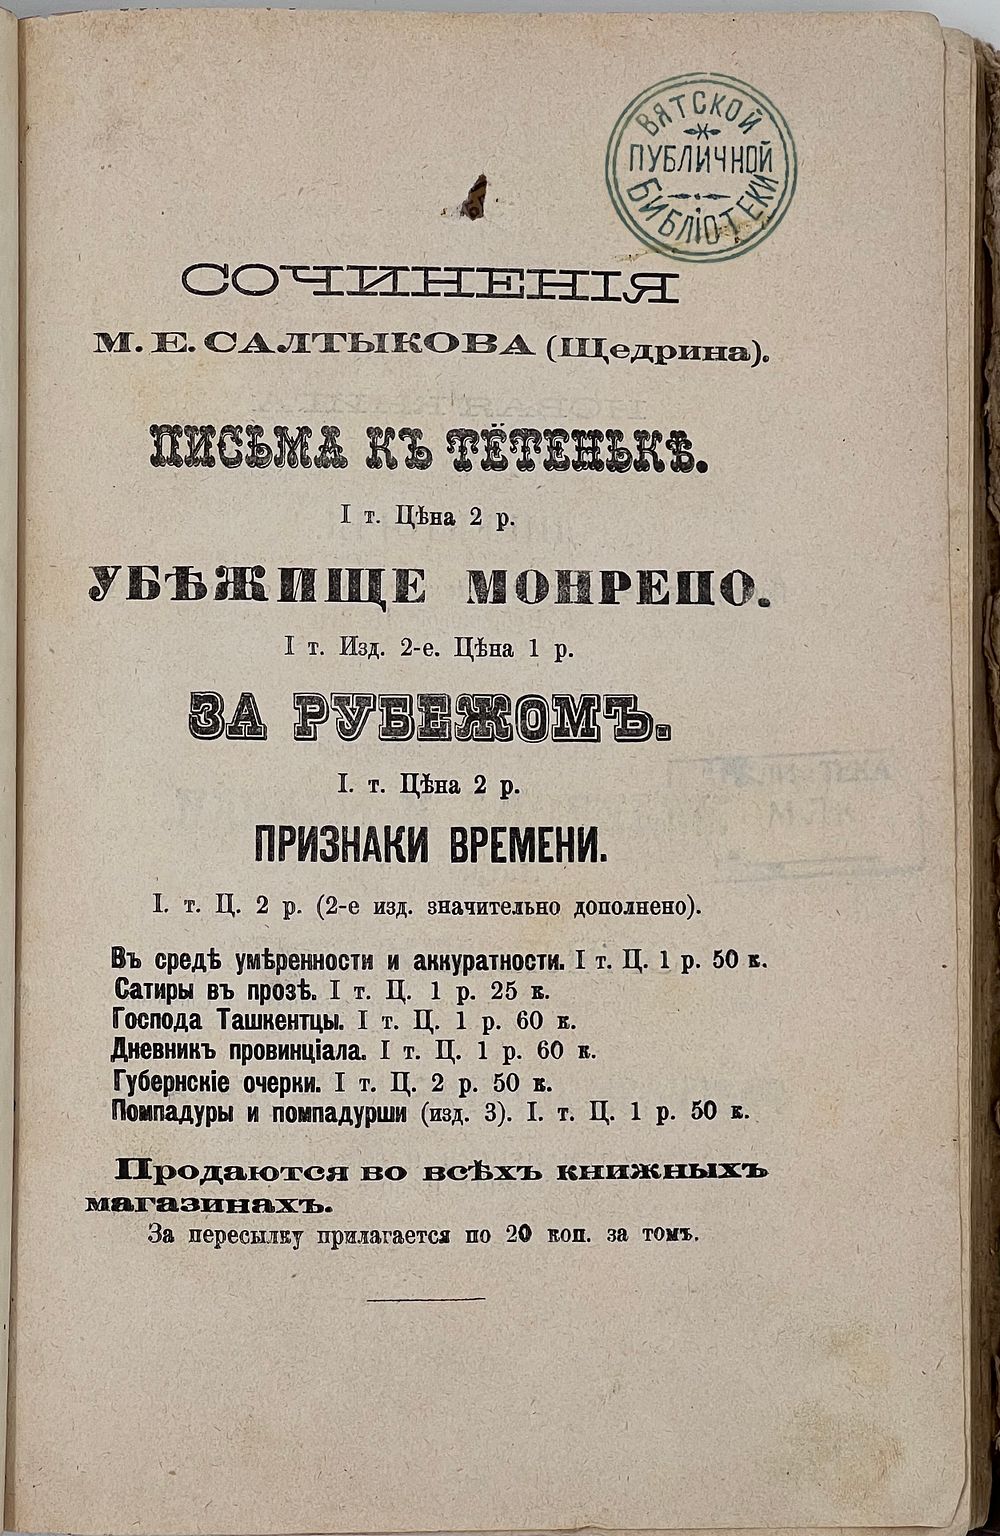 ВЯТСКОЙ
ПУБЛИЧНОЙ
БИБЛІОТЕКИ
СОЧИНЕНІЯ
М. Е. САЛТЫКОВА (Щедрина).
ПИСЬМА КЪ ТЁТЕНЬКѢ.
I т. Цѣна 2 р.
УБѢЖИЩЕ МОНРЕПО.
I т. Изд. 2-е. Цѣна 1 р.
ЗА РУБЕЖОМЪ.
I. т. Цѣна 2 р.
ПРИЗНАКИ ВРЕМЕНИ.
I. т. Ц. 2 р. (2-е изд. значительно дополнено).
Въ средѣ умѣренности и аккуратности. I т. Ц. 1 р. 50 к.
Сатиры въ прозѣ. I т. Ц. 1 р. 25 к.
Господа Ташкентцы. I т. Ц. 1 р. 60 к.
Дневникъ провинціала. I т. Ц. 1 р. 60 к.
Губернскіе очерки. I т. Ц. 2 р. 50 к.
Помпадуры и помпадурши (изд. 3). I. т. Ц. 1 р. 50 к.
Продаются во всѣхъ книжныхъ
магазинахъ.
За пересылку прилагается по 20 коп. за томъ.